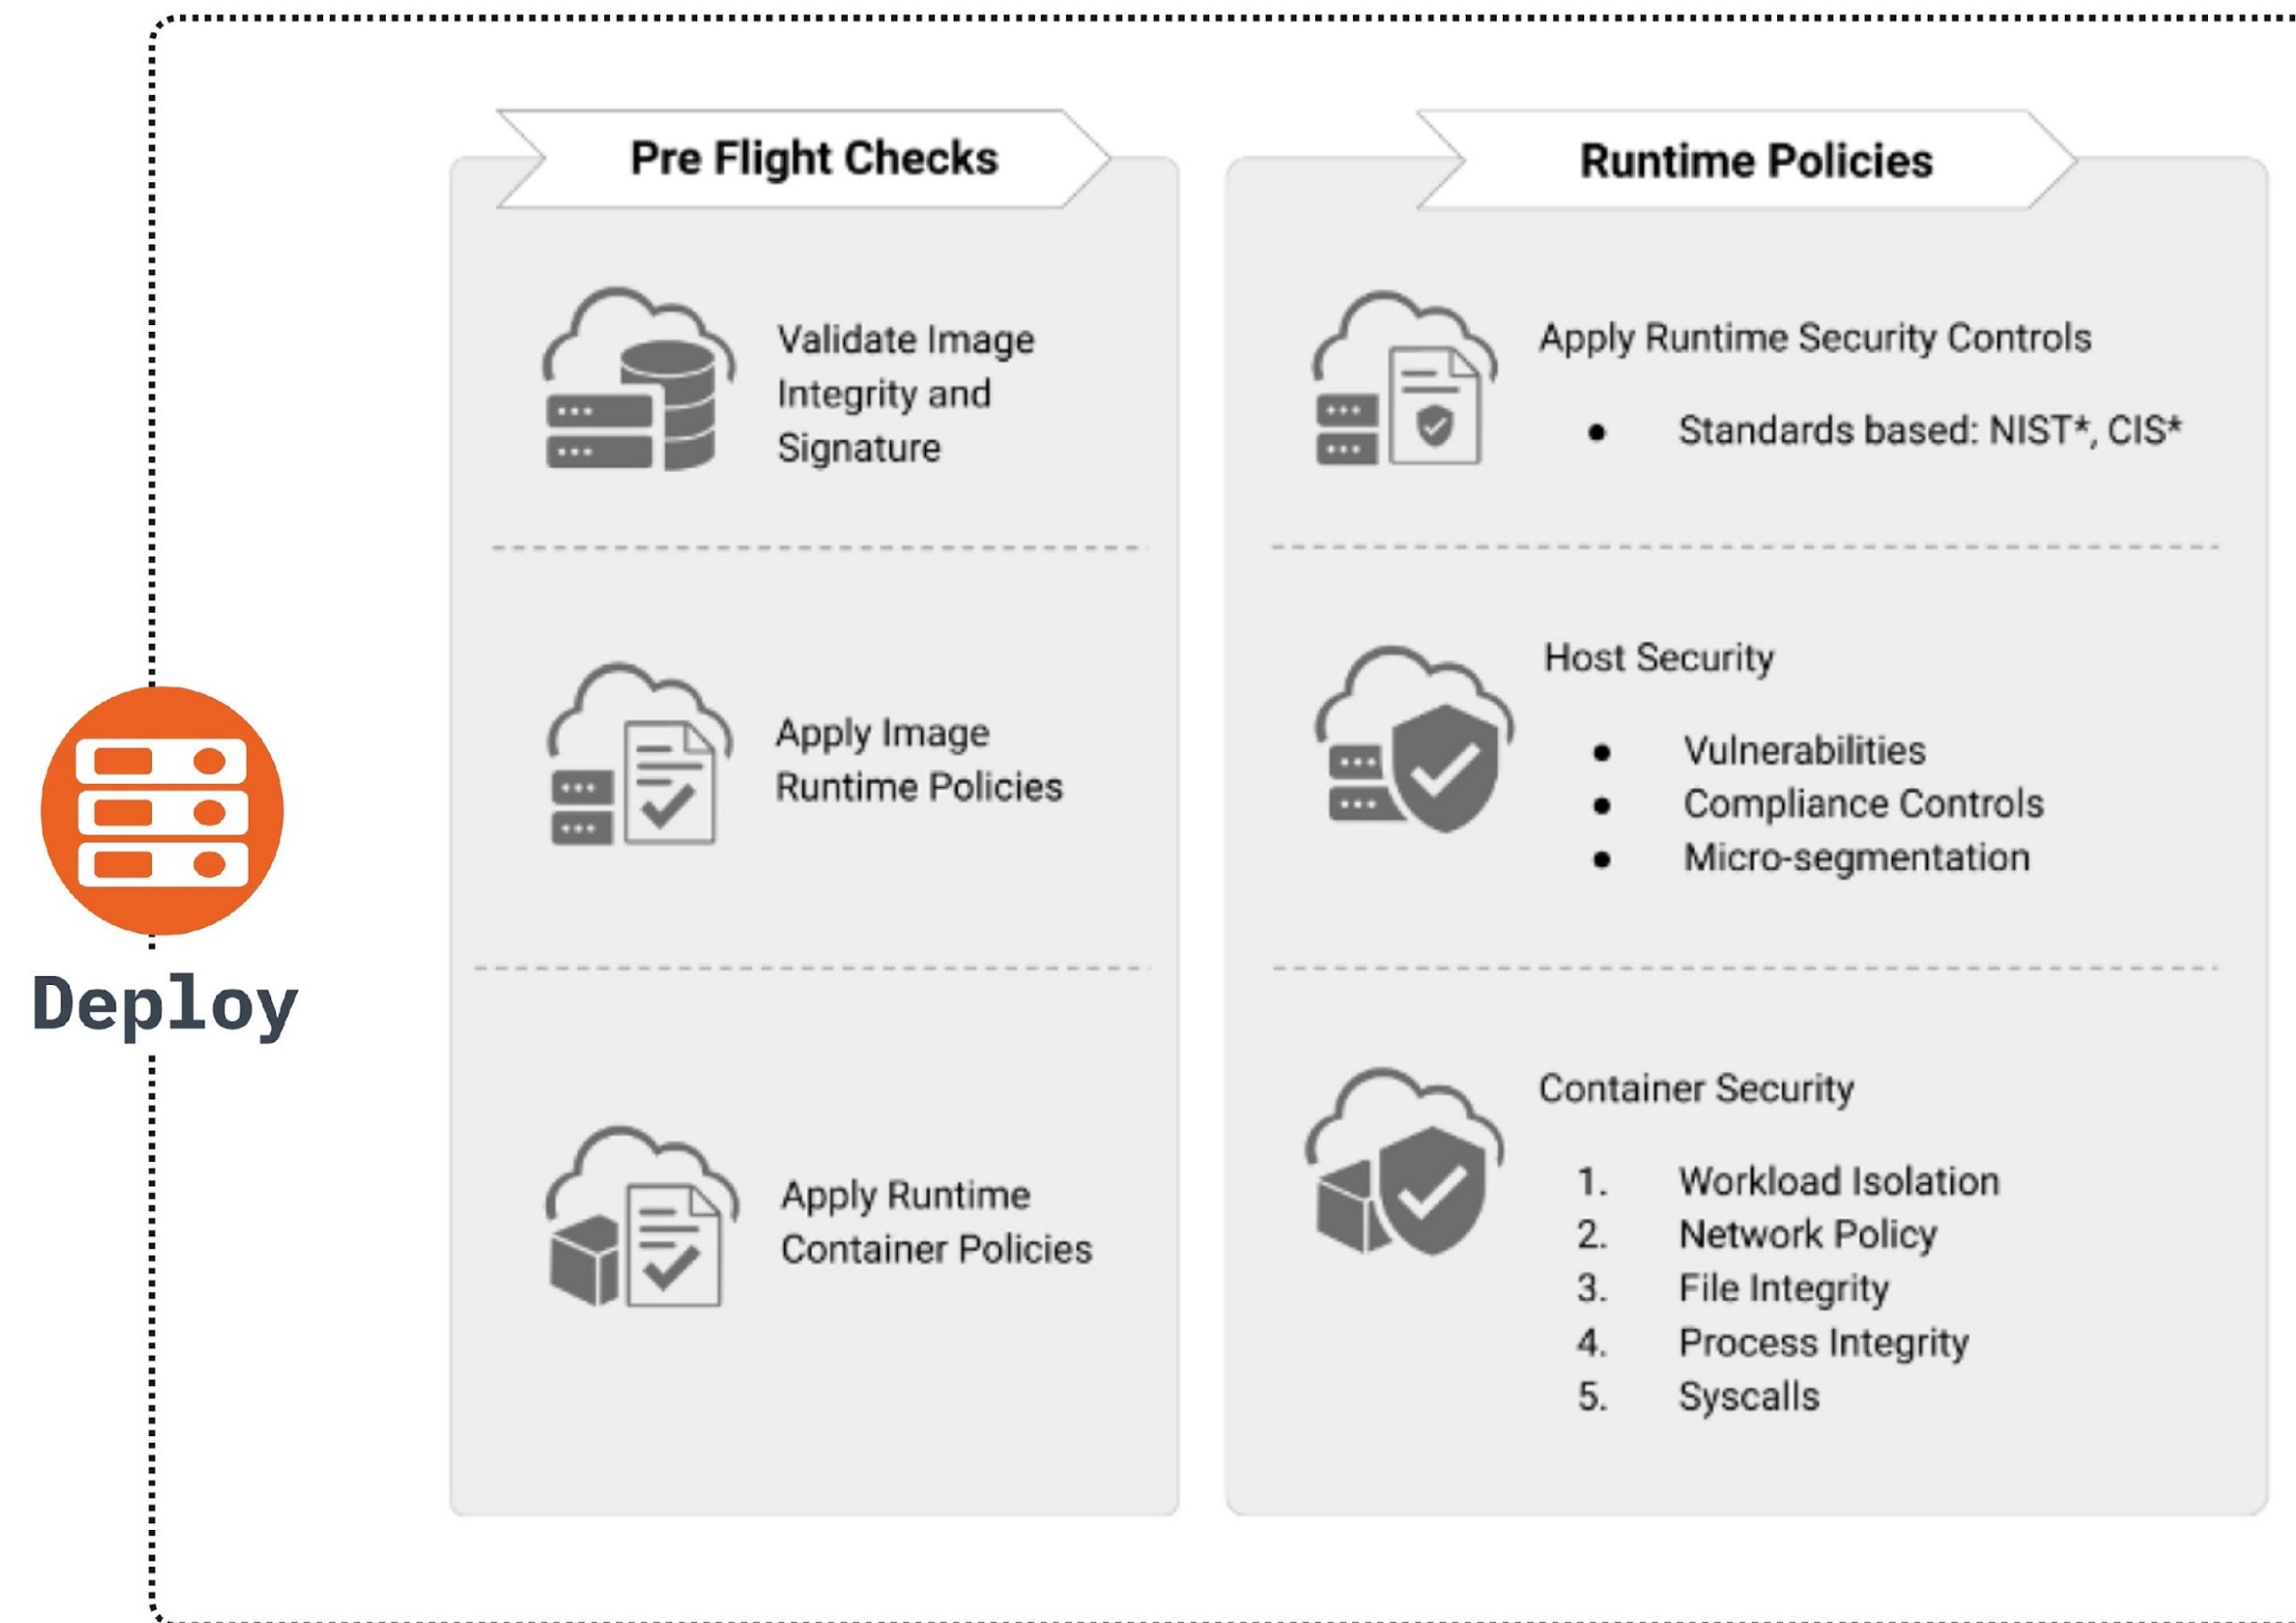 Deploy
Pre Flight Checks
Validate Image
Integrity and
Signature
Apply Image
Runtime Policies
Apply Runtime
Container Policies
Runtime Policies
Apply Runtime Security Controls
● Standards based: NIST*, CIS*
Host Security
● Vulnerabilities
● Compliance Controls
● Micro-segmentation
Container Security
1. Workload Isolation
2. Network Policy
3. File Integrity
4. Process Integrity
5. Syscalls